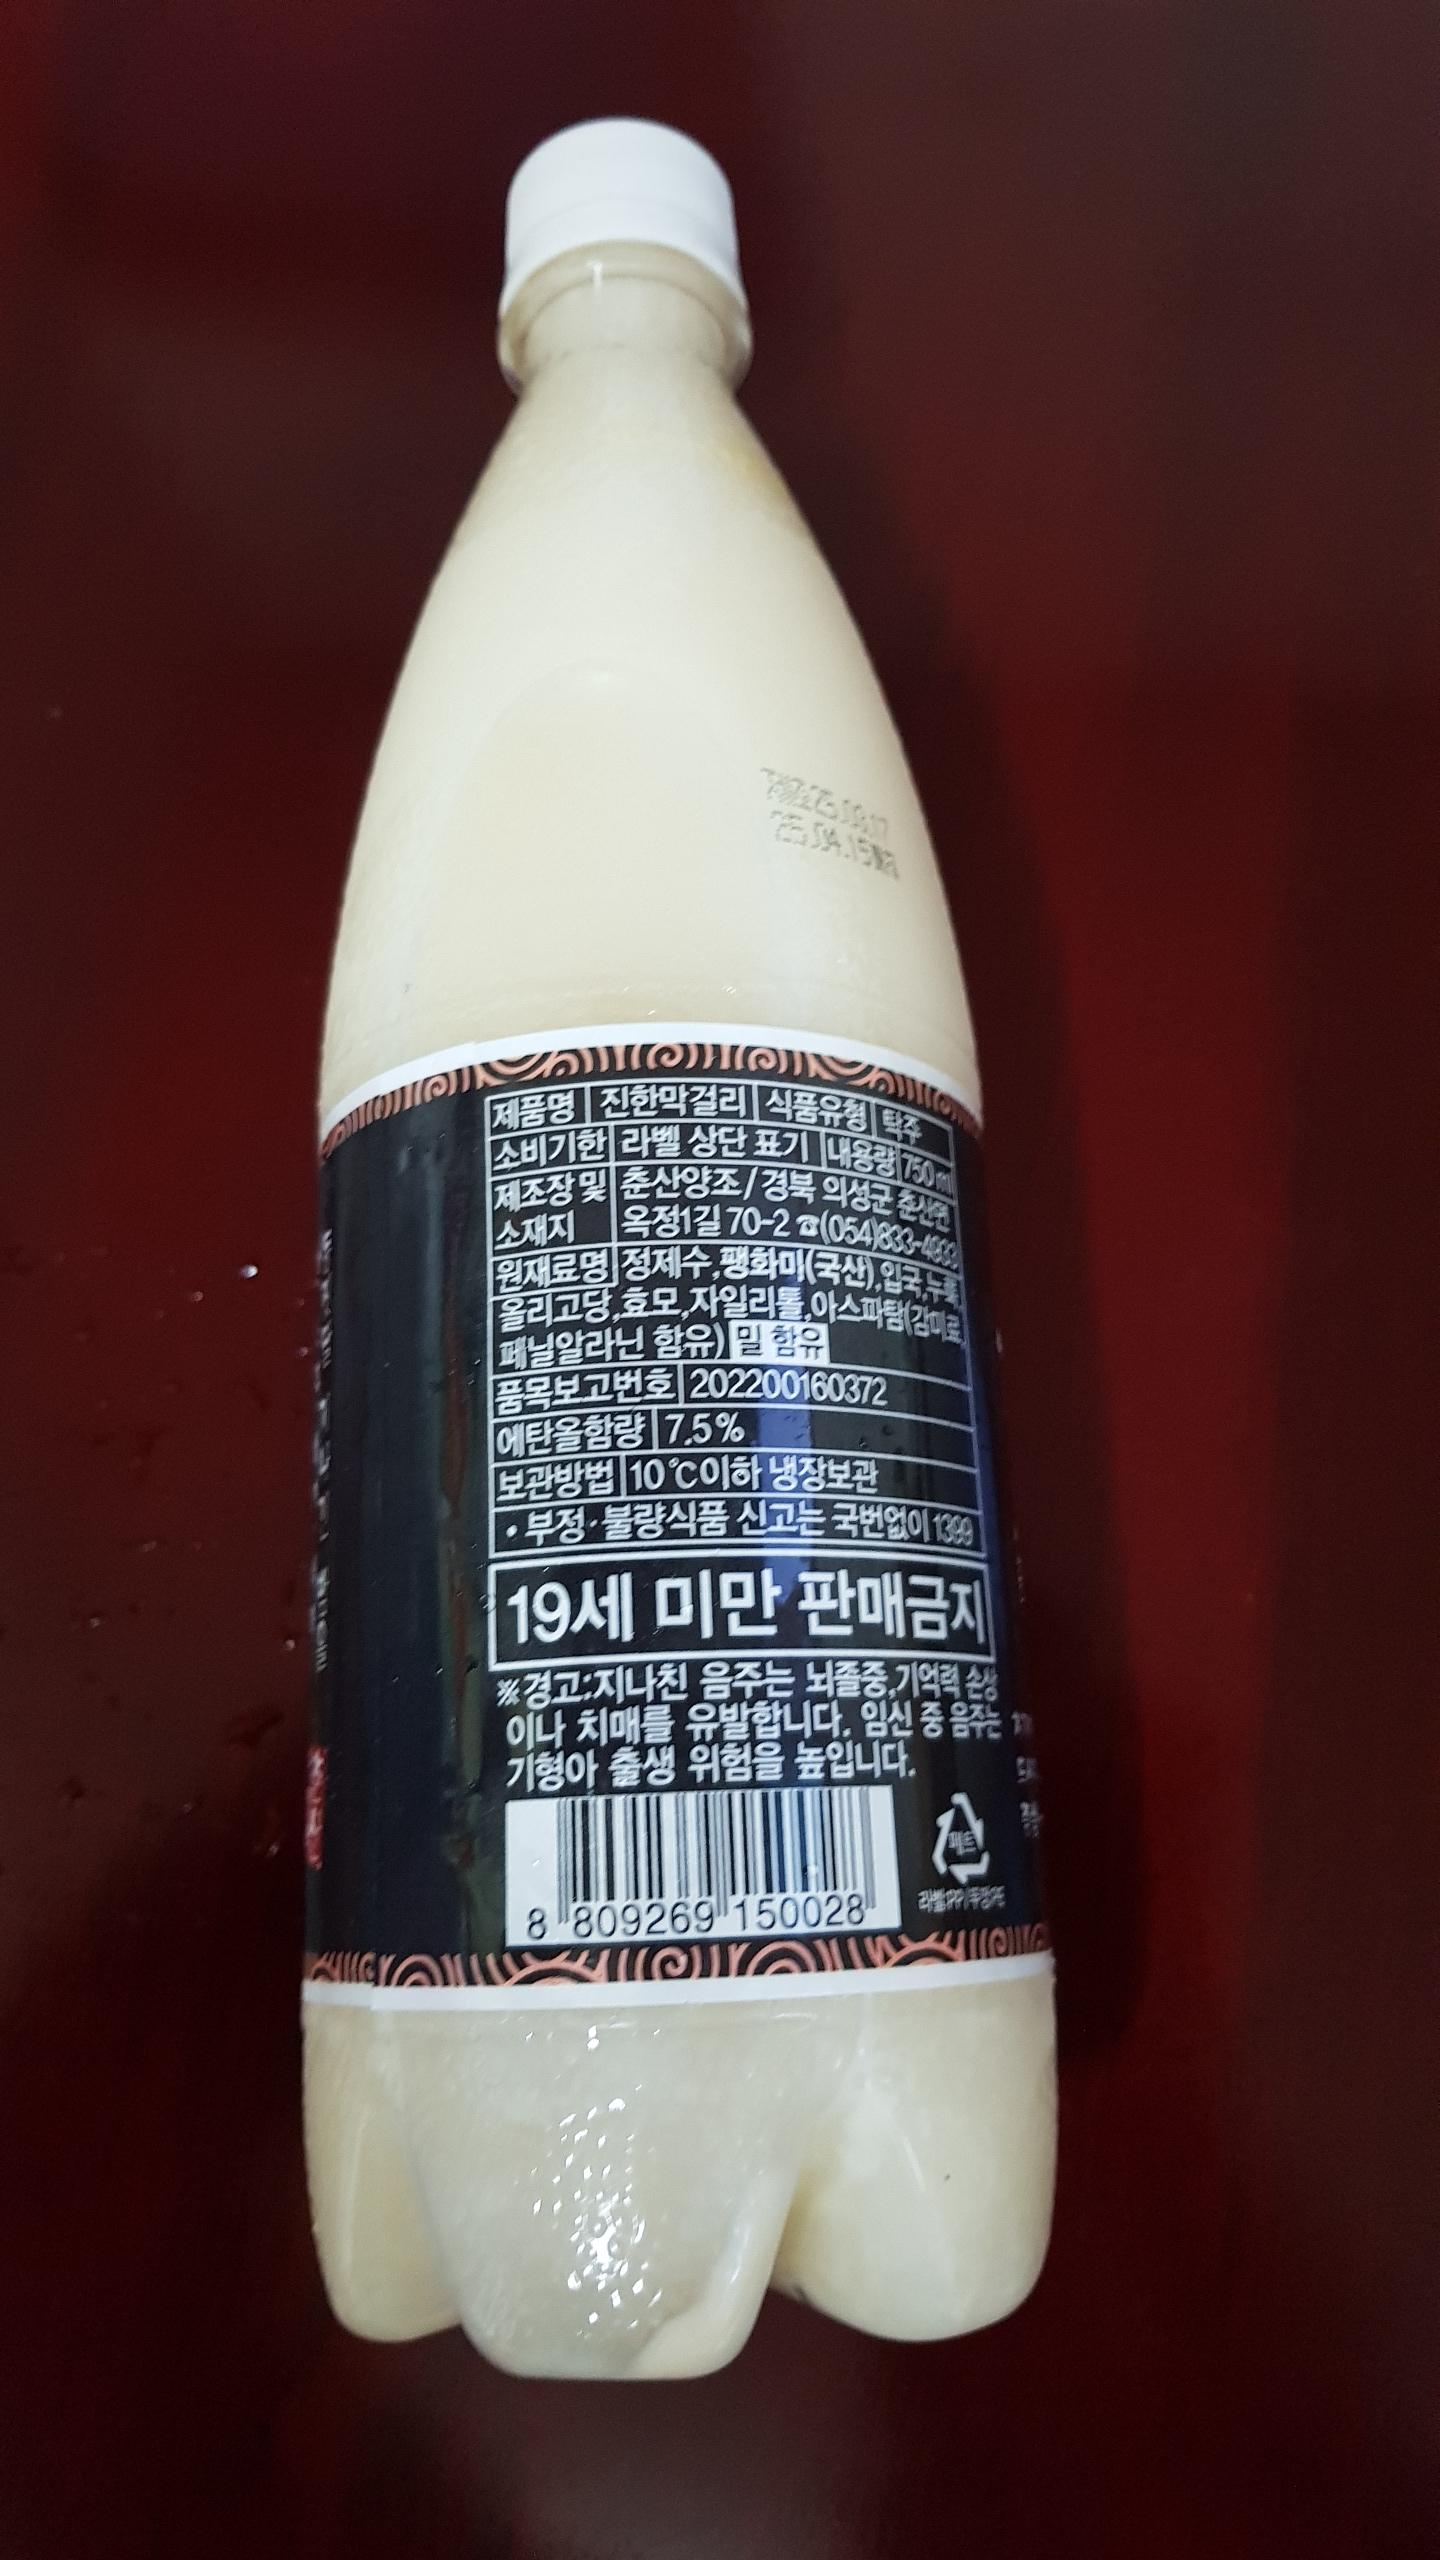 25.04.15
제품명 진한막걸리 식품유형 탁주
소비기한 라벨 상단 표기 내용량 750㎖
제조장 및 춘산양조/경북 의성군 춘산면
소재지 옥정1길 70-2 ☎(054)833-4933
원재료명 정제수,팽화미(국산),입국,누룩,
올리고당,효모,자일리톨,아스파탐(감미료,
페닐알라닌 함유) 밀 함유
품목보고번호 202200160372
에탄올함량 7.5%
보관방법 10℃이하 냉장보관
• 부정·불량식품 신고는 국번없이 1399
19세 미만 판매금지
※경고:지나친 음주는 뇌졸중,기억력 손상
이나 치매를 유발합니다. 임신 중 음주는
기형아 출생 위험을 높입니다.
페트
8 809269 150028